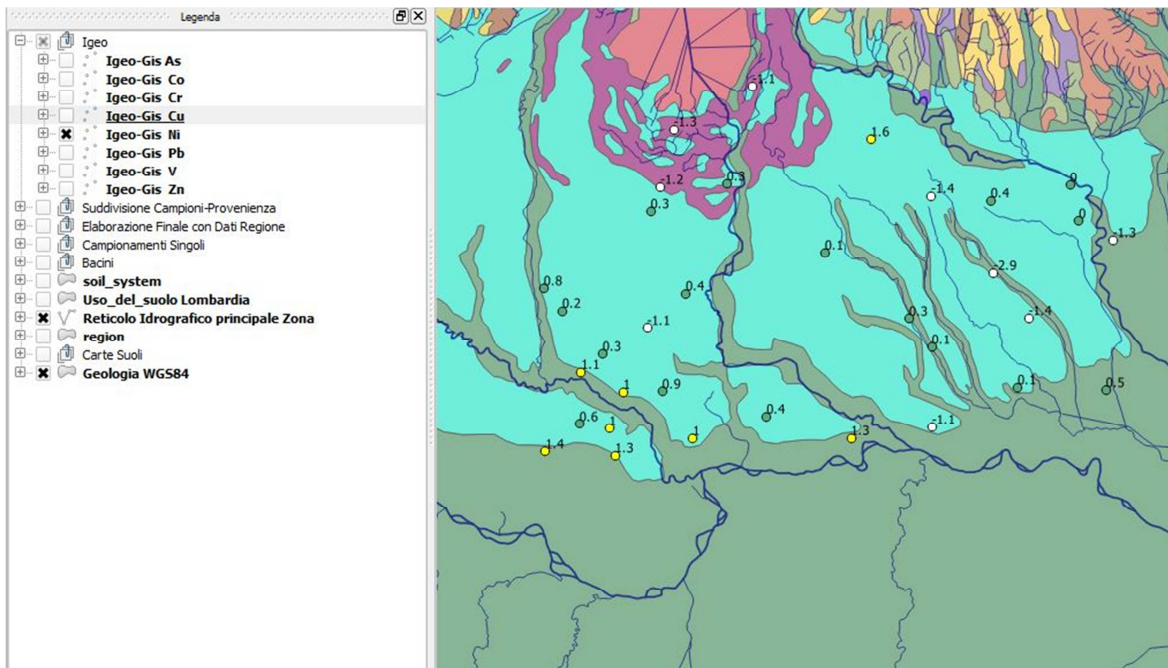 Legenda
Igeo
Igeo-Gis As
Igeo-Gis Co
Igeo-Gis Cr
Igeo-Gis Cu
Igeo-Gis Ni
Igeo-Gis Pb
Igeo-Gis V
Igeo-Gis Zn
Suddivisione Campioni-Provenienza
Elaborazione Finale con Dati Regione
Campionamenti Singoli
Bacini
soil_system
Uso_del_suolo Lombardia
Reticolo Idrografico principale Zona
region
Carte Suoli
Geologia WGS84
-1.1
-1.3
1.6
-1.2
0.3
0
-1.4
0.4
0.3
0
-1.3
0.1
-2.9
0.8
0.4
0.2
0.3
-1.4
-1.1
0.1
0.3
1.1
1
0.9
0.1
0.5
0.6
1
0.4
-1.1
1
1.3
1.4
1.3